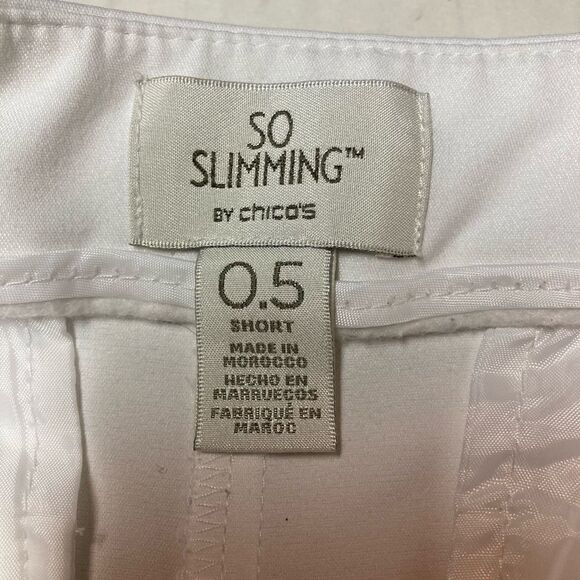 SO
SLIMMING™
BY chico's
0.5
SHORT
MADE IN
MOROCCO
HECHO EN
MARRUECOS
FABRIQUÉ EN
MAROC